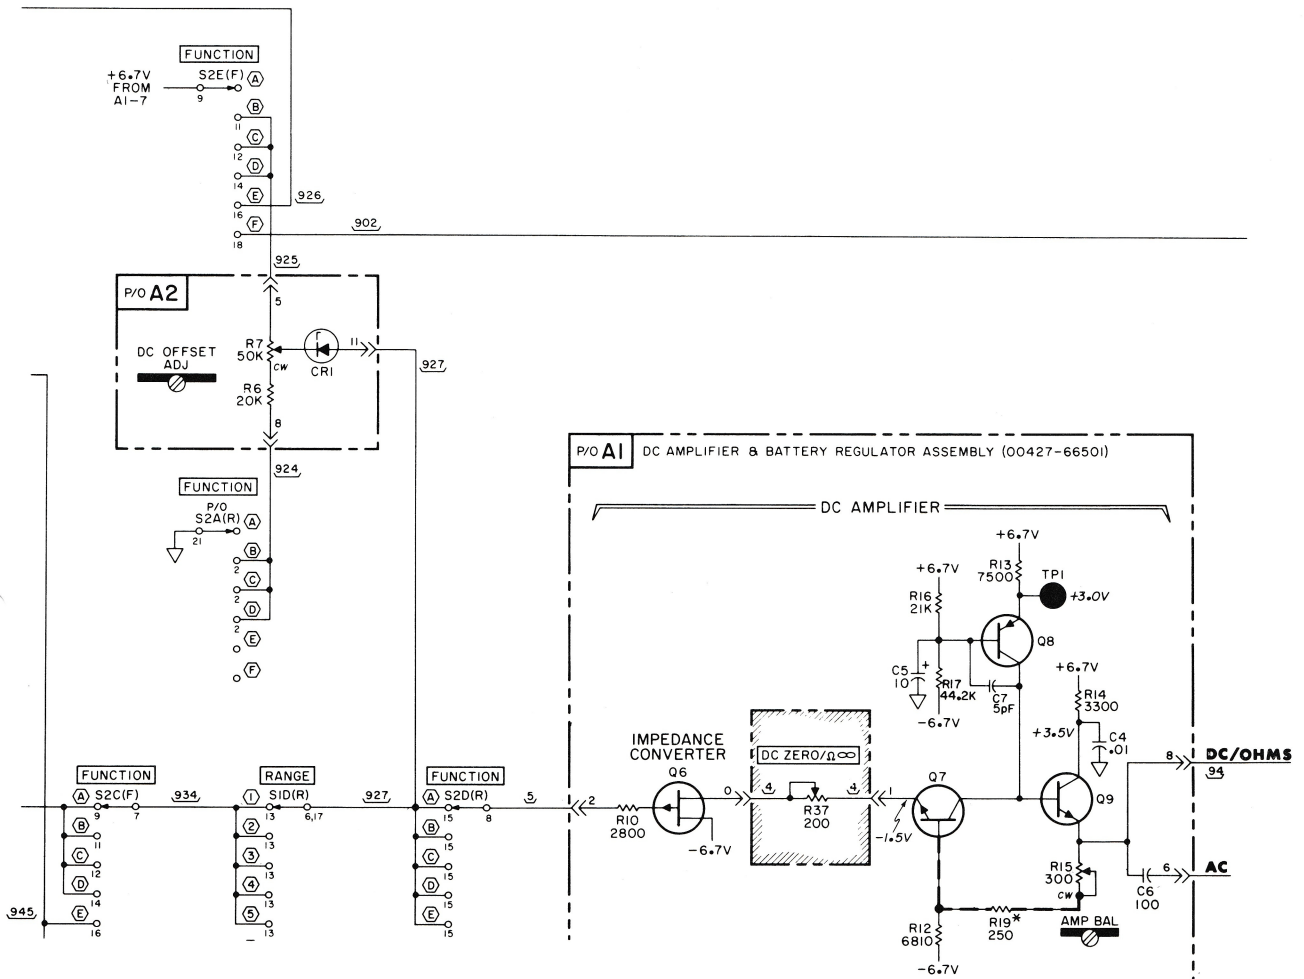 FUNCTION
+6.7V
FROM
A1-7
S2E(F)
9
A
B
11
C
12
D
14
E
16
F
18
926
902
925
P/O A2
5
DC OFFSET
ADJ
R7
50K
CW
CR1
11
927
R6
20K
8
924
FUNCTION
P/O
S2A(R)
21
A
B
2
C
2
D
2
E
F
P/O A1
DC AMPLIFIER & BATTERY REGULATOR ASSEMBLY (00427-66501)
DC AMPLIFIER
+6.7V
R13
7500
TP1
+3.0V
+6.7V
R16
21K
Q8
C5
10
+
R17
44.2K
-6.7V
C7
5pF
+6.7V
R14
3300
+3.5V
C4
.01
8
DC/OHMS
94
IMPEDANCE
CONVERTER
Q6
DC ZERO/Ω∞
Q7
Q9
FUNCTION
A
S2C(F)
9
7
934
RANGE
1
S1D(R)
13
6,17
927
FUNCTION
A
S2D(R)
15
8
5
2
R10
2800
-6.7V
0
4
R37
200
4
1
-1.5V
B
11
C
12
D
14
E
16
945
2
13
3
13
4
13
5
13
B
15
C
15
D
15
E
15
R15
300
CW
6
AC
C6
100
R19*
250
AMP BAL
R12
6810
-6.7V